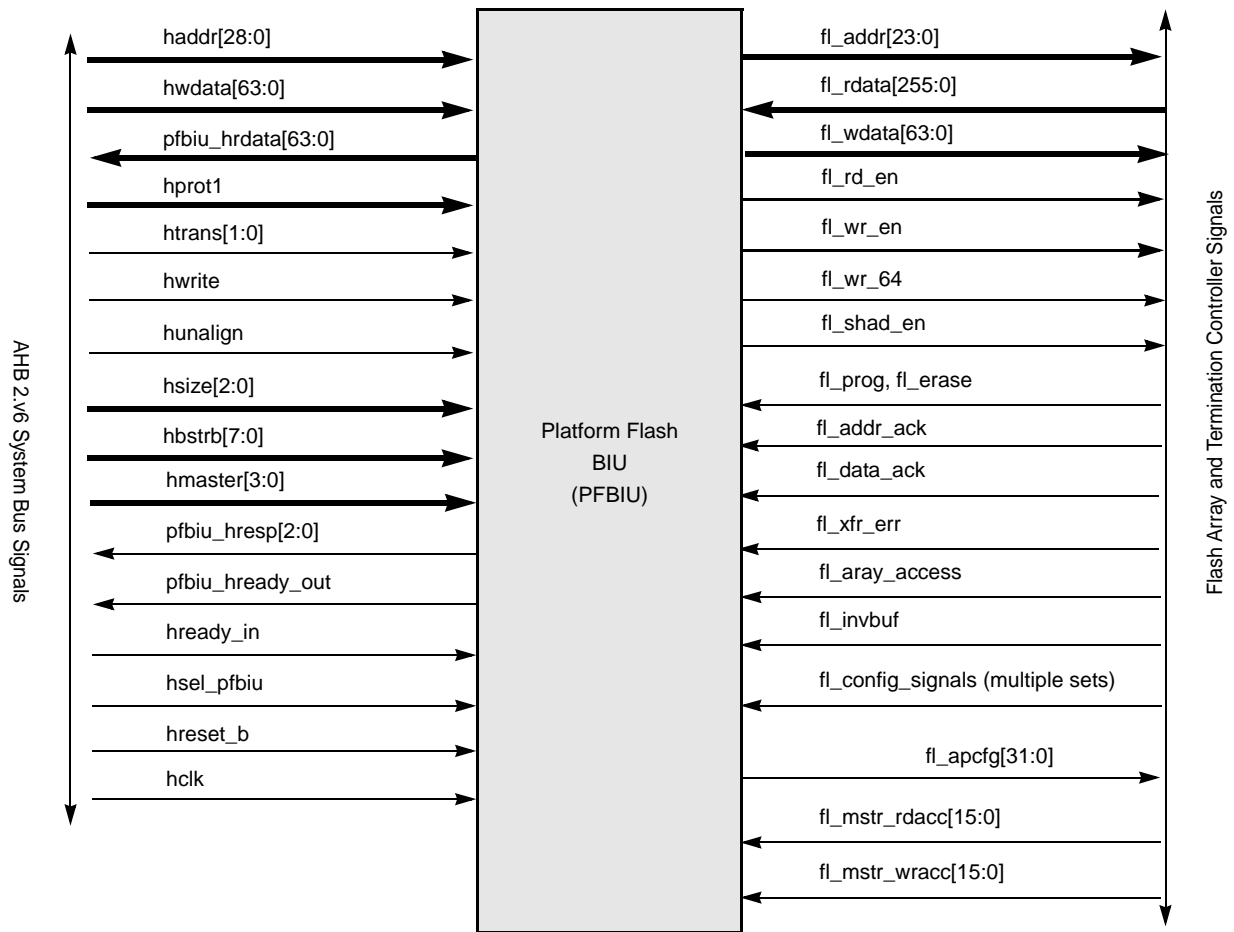 haddr[28:0]
hwdata[63:0]
pfbiu_hrdata[63:0]
hprot1
htrans[1:0]
hwrite
hunalign
hsize[2:0]
hbstrb[7:0]
hmaster[3:0]
pfbiu_hresp[2:0]
pfbiu_hready_out
hready_in
hsel_pfbiu
hreset_b
hclk
AHB 2.v6 System Bus Signals
Platform Flash
BIU
(PFBIU)
fl_addr[23:0]
fl_rdata[255:0]
fl_wdata[63:0]
fl_rd_en
fl_wr_en
fl_wr_64
fl_shad_en
fl_prog, fl_erase
fl_addr_ack
fl_data_ack
fl_xfr_err
fl_aray_access
fl_invbuf
fl_config_signals (multiple sets)
fl_apcfg[31:0]
fl_mstr_rdacc[15:0]
fl_mstr_wracc[15:0]
Flash Array and Termination Controller Signals